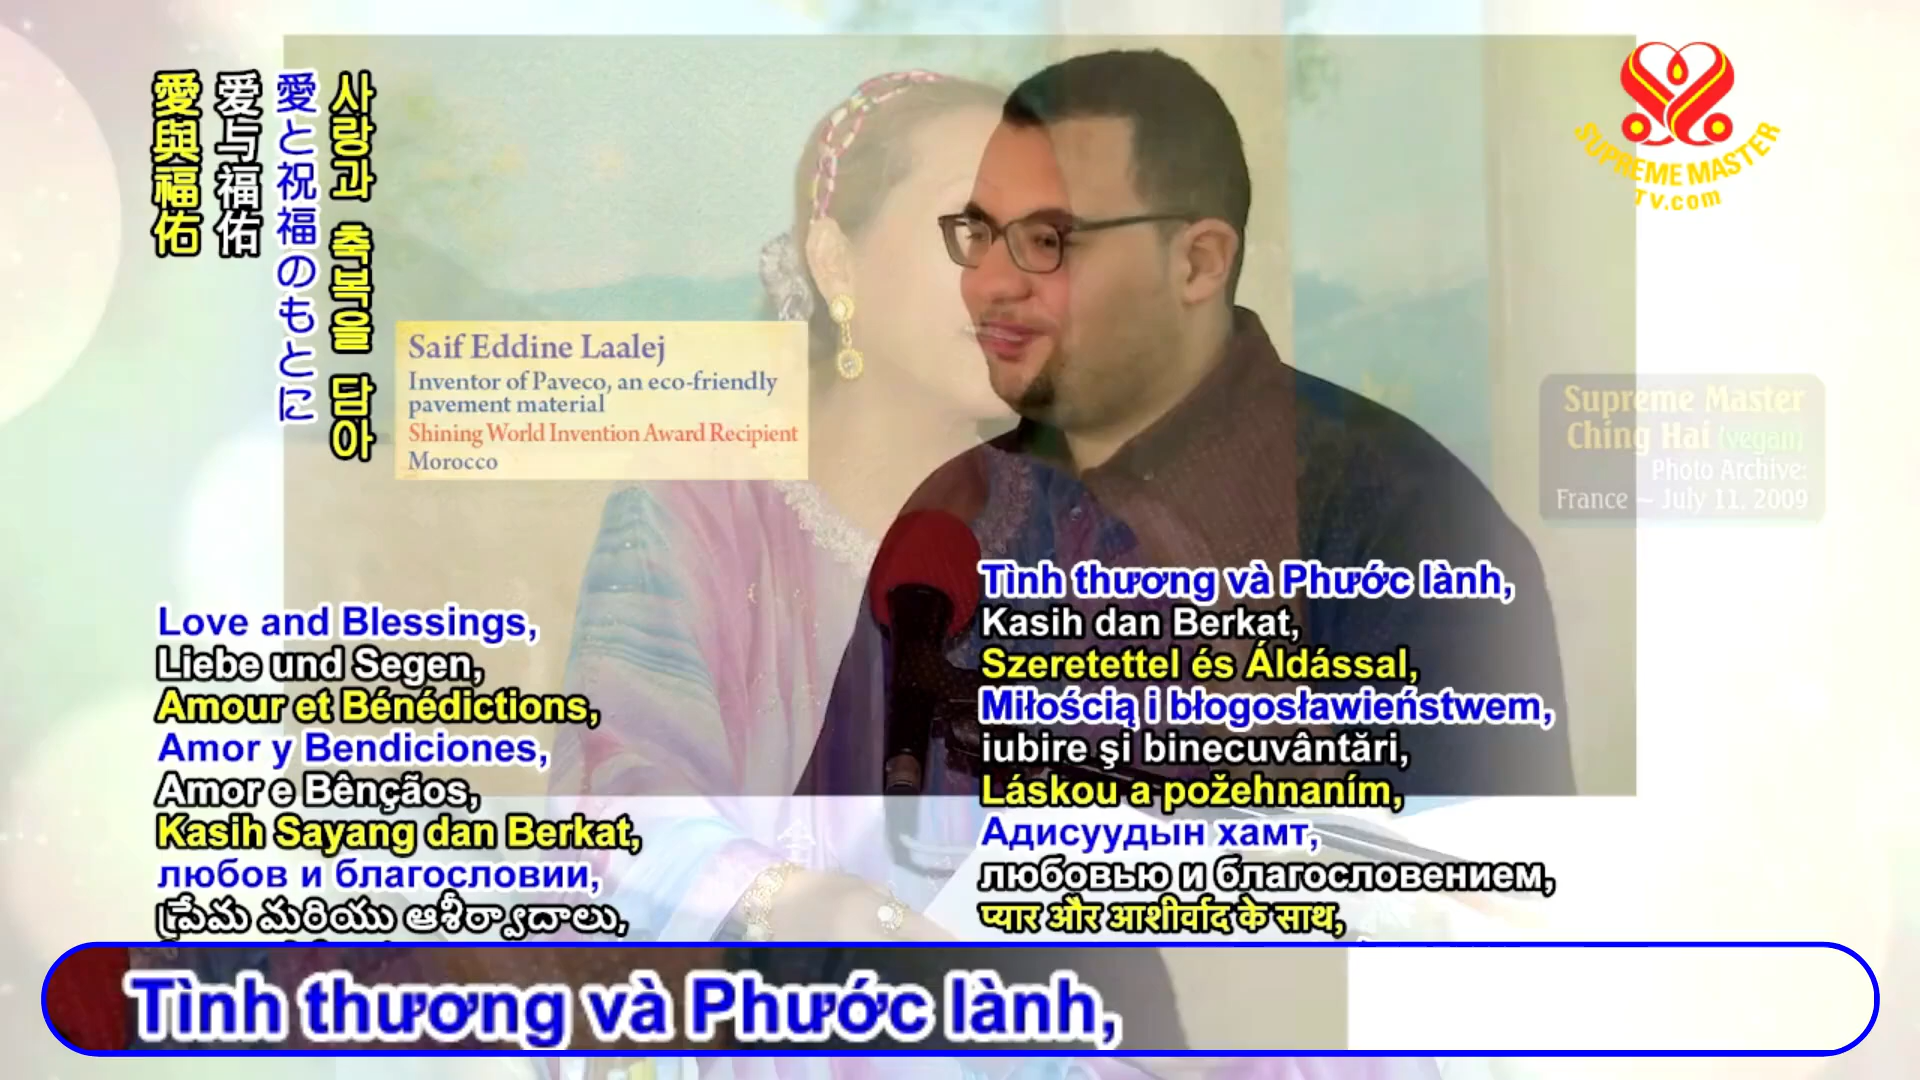 愛與福佑
爱与福佑
愛と祝福のもとに
사랑과 축복을 담아
SUPREME MASTER
TV.com
Saif Eddine Laalej
Inventor of Paveco, an eco-friendly
pavement material
Shining World Invention Award Recipient
Morocco
Supreme Master
Ching Hai (vegan)
Photo Archive:
France ~ July 11, 2009
Love and Blessings,
Liebe und Segen,
Amour et Bénédictions,
Amor y Bendiciones,
Amor e Bênçãos,
Kasih Sayang dan Berkat,
любов и благословии,
ప్రేమ మరియు ఆశీర్వాదాలు,
Tình thương và Phước lành,
Kasih dan Berkat,
Szeretettel és Áldással,
Miłością i błogosławieństwem,
iubire şi binecuvântări,
Láskou a požehnaním,
Адисуудын хамт,
любовью и благословением,
प्यार और आशीर्वाद के साथ,
Tình thương và Phước lành,